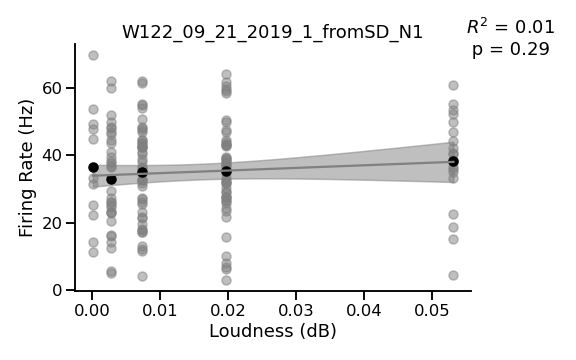 W122_09_21_2019_1_fromSD_N1
R² = 0.01
p = 0.29
Firing Rate (Hz)
60
40
20
0
0.00 0.01 0.02 0.03 0.04 0.05
Loudness (dB)